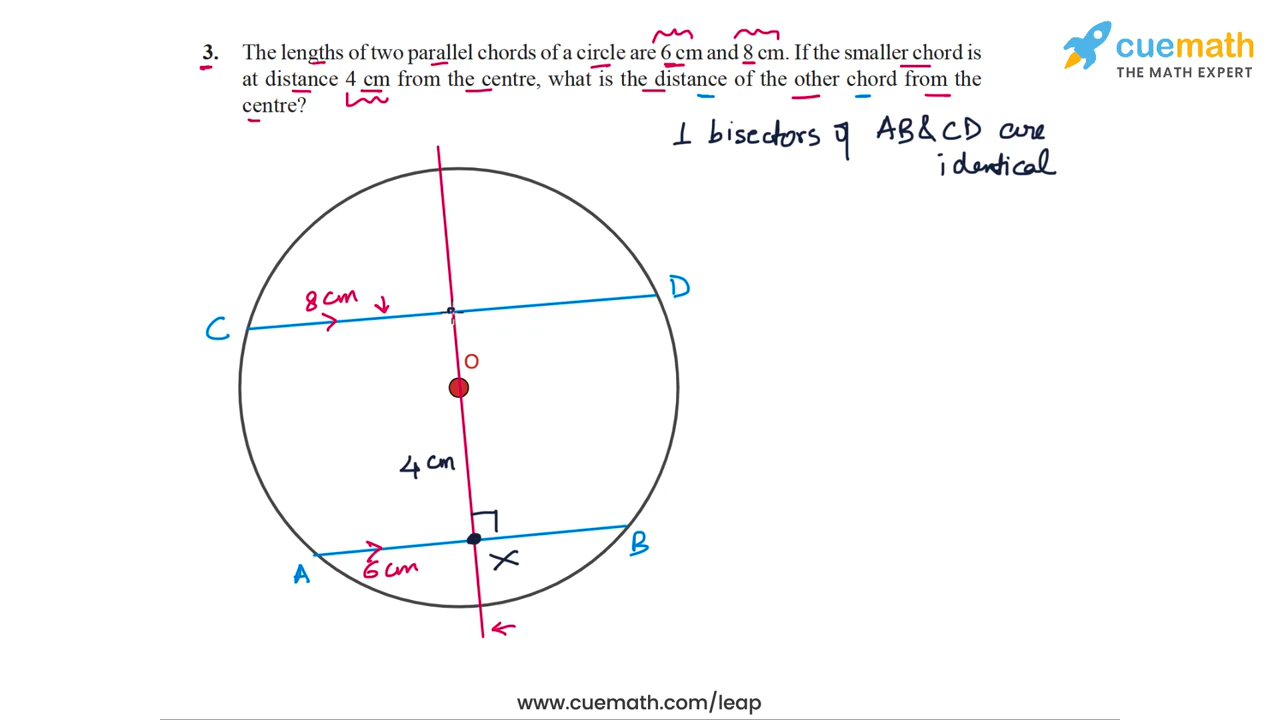 3. The lengths of two parallel chords of a circle are 6 cm and 8 cm. If the smaller chord is
at distance 4 cm from the centre, what is the distance of the other chord from the
centre?
cuemath
THE MATH EXPERT
⊥ bisectors of AB & CD are
identical
8 cm
D
C
O
4 cm
B
A
6 cm
X
www.cuemath.com/leap